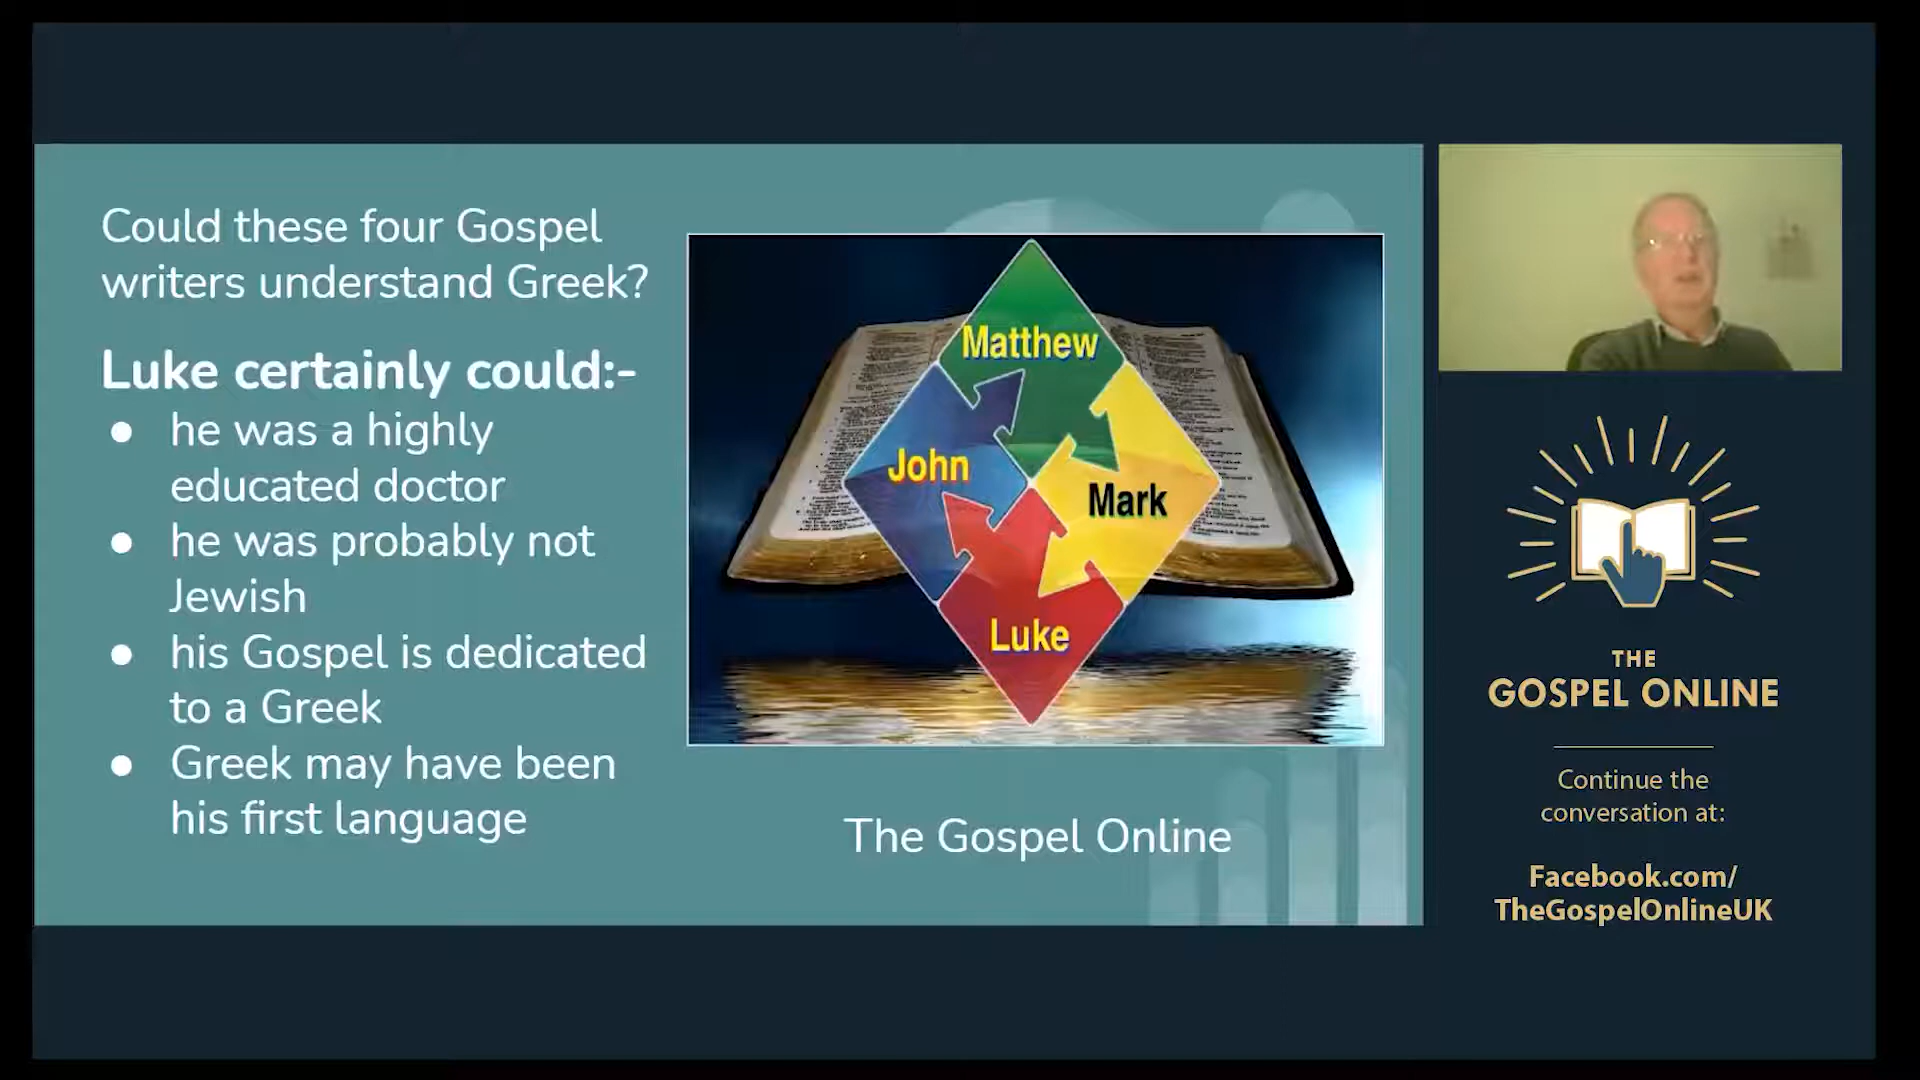 Could these four Gospel
writers understand Greek?
Luke certainly could:-
● he was a highly
educated doctor
● he was probably not
Jewish
● his Gospel is dedicated
to a Greek
● Greek may have been
his first language
Matthew
John
Mark
Luke
The Gospel Online
THE
GOSPEL ONLINE
Continue the
conversation at:
Facebook.com/
TheGospelOnlineUK